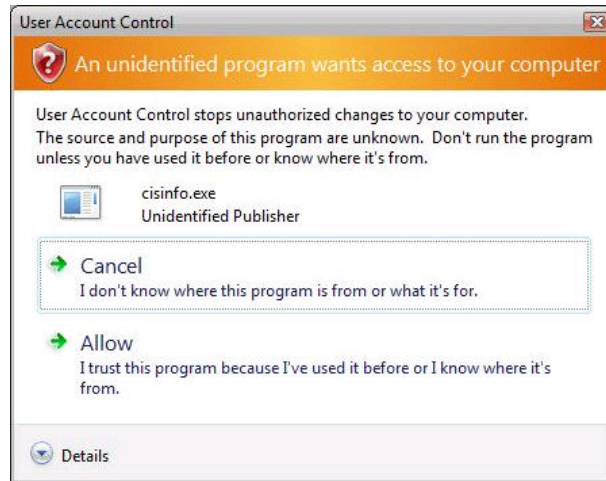 User Account Control
An unidentified program wants access to your computer
User Account Control stops unauthorized changes to your computer.
The source and purpose of this program are unknown.  Don't run the program
unless you have used it before or know where it's from.
cisinfo.exe
Unidentified Publisher
Cancel
I don't know where this program is from or what it's for.
Allow
I trust this program because I've used it before or I know where it's
from.
Details